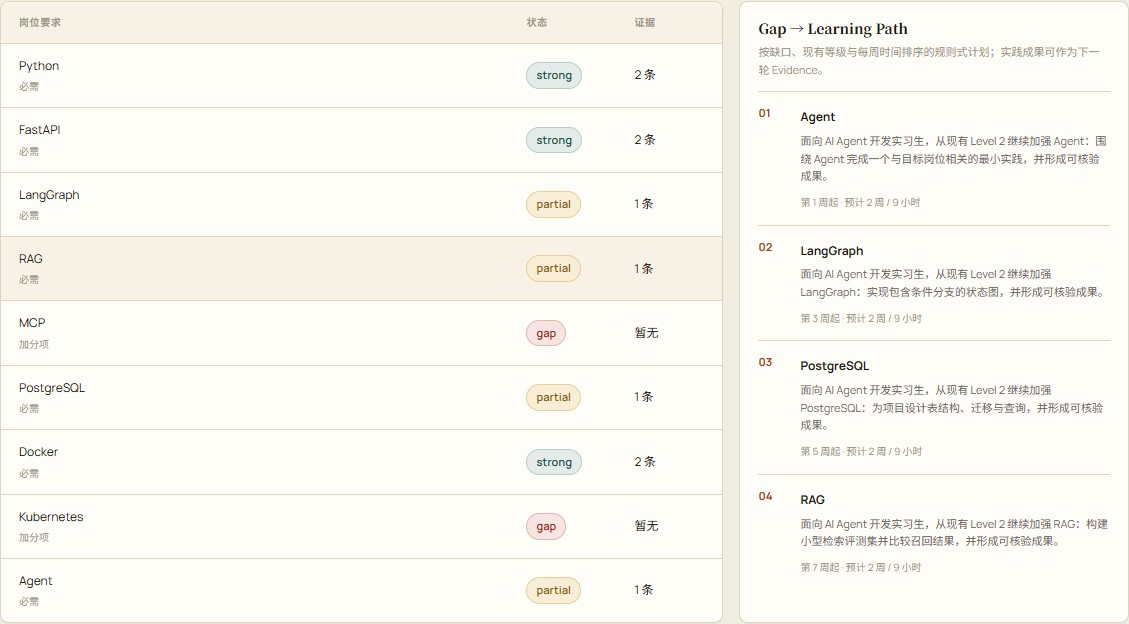 岗位要求 状态 证据
Python
必需
strong 2 条
FastAPI
必需
strong 2 条
LangGraph
必需
partial 1 条
RAG
必需
partial 1 条
MCP
加分项
gap 暂无
PostgreSQL
必需
partial 1 条
Docker
必需
strong 2 条
Kubernetes
加分项
gap 暂无
Agent
必需
partial 1 条
Gap → Learning Path
按缺口、现有等级与每周时间排序的规则式计划；实践成果可作为下一
轮 Evidence。
01 Agent
面向 AI Agent 开发实习生，从现有 Level 2 继续加强 Agent：围
绕 Agent 完成一个与目标岗位相关的最小实践，并形成可核验
成果。
第 1 周起 · 预计 2 周 / 9 小时
02 LangGraph
面向 AI Agent 开发实习生，从现有 Level 2 继续加强
LangGraph：实现包含条件分支的状态图，并形成可核验成果。
第 3 周起 · 预计 2 周 / 9 小时
03 PostgreSQL
面向 AI Agent 开发实习生，从现有 Level 2 继续加强
PostgreSQL：为项目设计表结构、迁移与查询，并形成可核验
成果。
第 5 周起 · 预计 2 周 / 9 小时
04 RAG
面向 AI Agent 开发实习生，从现有 Level 2 继续加强 RAG：构建
小型检索评测集并比较召回结果，并形成可核验成果。
第 7 周起 · 预计 2 周 / 9 小时